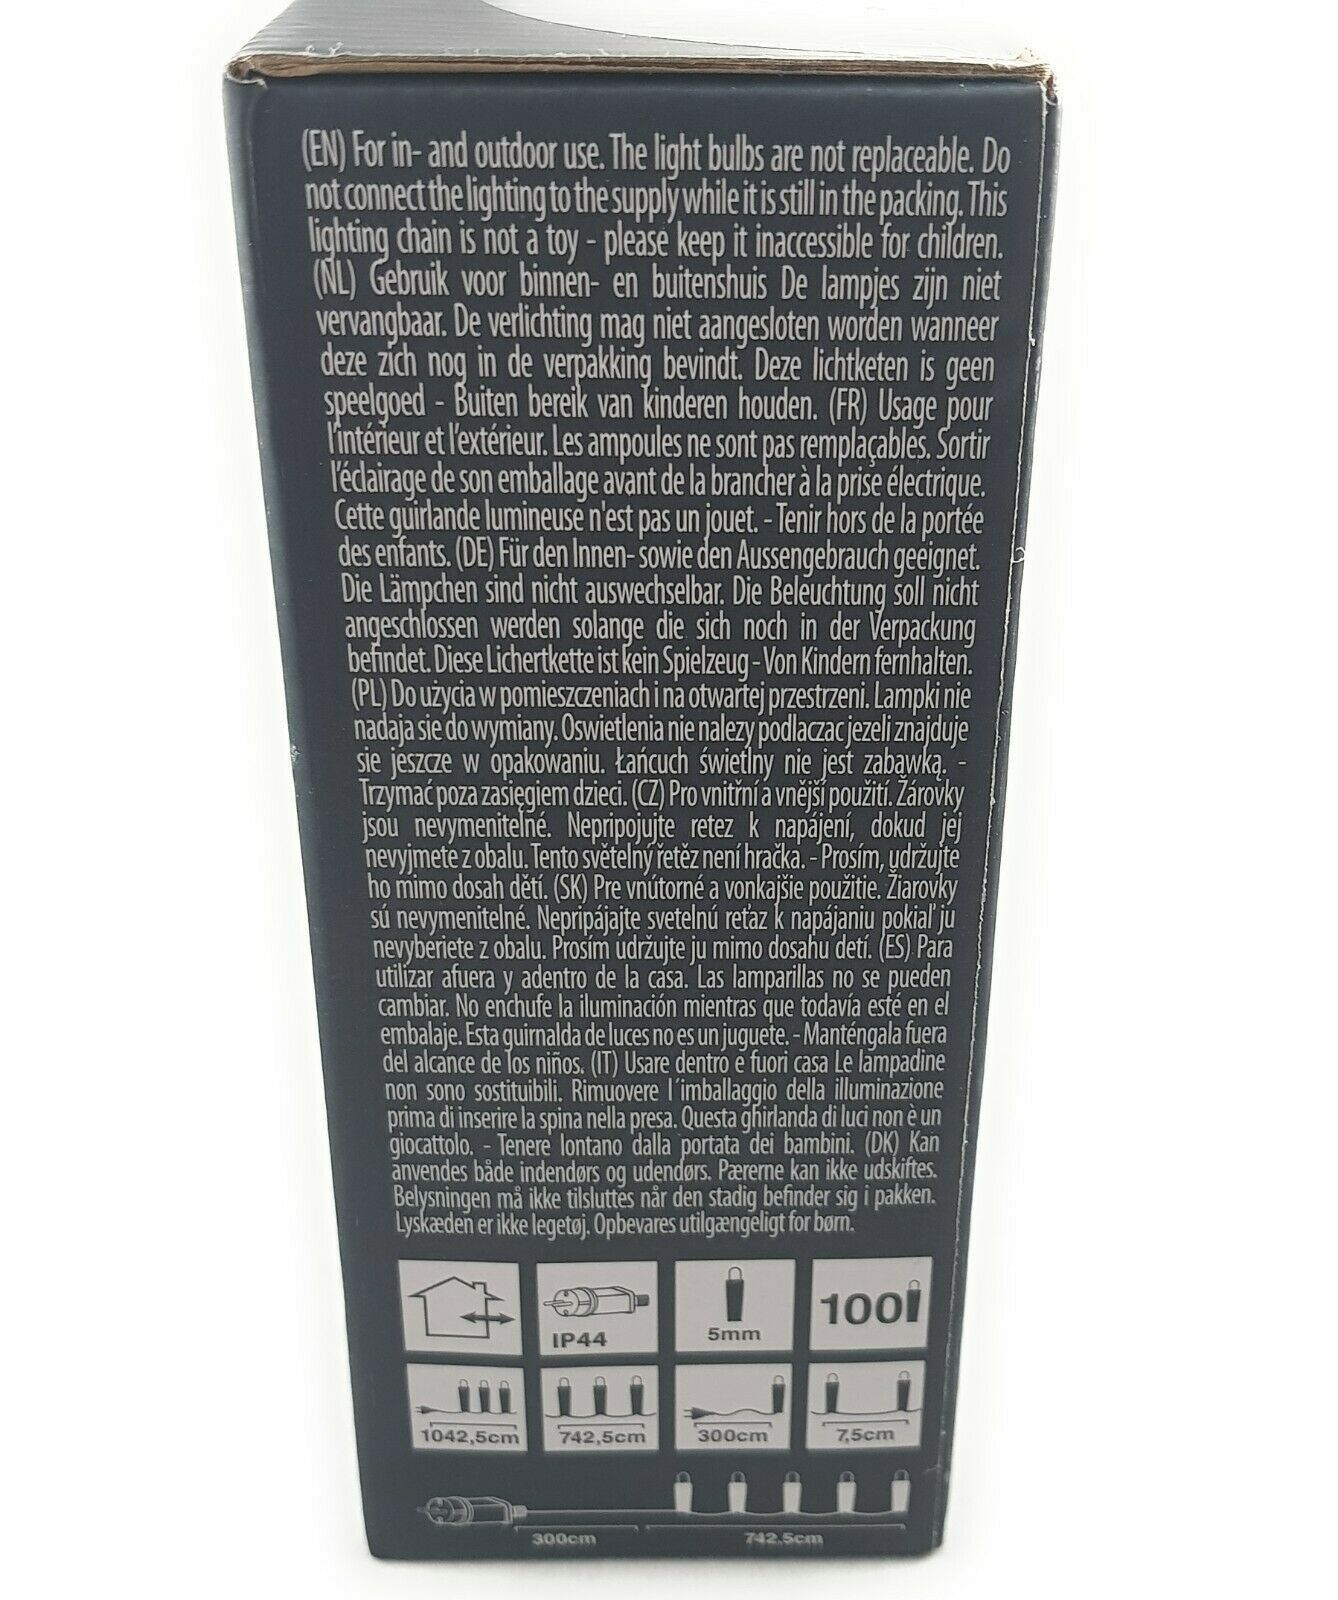 (EN) For in- and outdoor use. The light bulbs are not replaceable. Do
not connect the lighting to the supply while it is still in the packing. This
lighting chain is not a toy - please keep it inaccessible for children.
(NL) Gebruik voor binnen- en buitenshuis De lampjes zijn niet
vervangbaar. De verlichting mag niet aangesloten worden wanneer
deze zich nog in de verpakking bevindt. Deze lichtketen is geen
speelgoed - Buiten bereik van kinderen houden. (FR) Usage pour
l'intérieur et l'extérieur. Les ampoules ne sont pas remplaçables. Sortir
l'éclairage de son emballage avant de la brancher à la prise électrique.
Cette guirlande lumineuse n'est pas un jouet. - Tenir hors de la portée
des enfants. (DE) Für den Innen- sowie den Aussengebrauch geeignet.
Die Lämpchen sind nicht auswechselbar. Die Beleuchtung soll nicht
angeschlossen werden solange die sich noch in der Verpackung
befindet. Diese Lichertkette ist kein Spielzeug - Von Kindern fernhalten.
(PL) Do użycia w pomieszczeniach i na otwartej przestrzeni. Lampki nie
nadaja sie do wymiany. Oswietlenia nie nalezy podlaczac jezeli znajduje
sie jeszcze w opakowaniu. Łańcuch świetlny nie jest zabawką. -
Trzymać poza zasięgiem dzieci. (CZ) Pro vnitřní a vnější použití. Žárovky
jsou nevymenitelné. Nepripojujte retez k napájení, dokud jej
nevyjmete z obalu. Tento světelný řetěz není hračka. - Prosím, udržujte
ho mimo dosah dětí. (SK) Pre vnútorné a vonkajšie použitie. Žiarovky
sú nevymenitelné. Nepripájajte svetelnú reťaz k napájaniu pokiaľ ju
nevyberiete z obalu. Prosím udržujte ju mimo dosahu detí. (ES) Para
utilizar afuera y adentro de la casa. Las lamparillas no se pueden
cambiar. No enchufe la iluminación mientras que todavía esté en el
embalaje. Esta guirnalda de luces no es un juguete. - Manténgala fuera
del alcance de los niños. (IT) Usare dentro e fuori casa Le lampadine
non sono sostituibili. Rimuovere l´imballaggio della illuminazione
prima di inserire la spina nella presa. Questa ghirlanda di luci non è un
giocattolo. - Tenere lontano dalla portata dei bambini. (DK) Kan
anvendes både indendørs og udendørs. Pærerne kan ikke udskiftes.
Belysningen må ikke tilsluttes når den stadig befinder sig i pakken.
Lyskæden er ikke legetøj. Opbevares utilgængeligt for børn.
IP44
5mm
100
1042,5cm
742,5cm
300cm
7,5cm
300cm
742.5cm